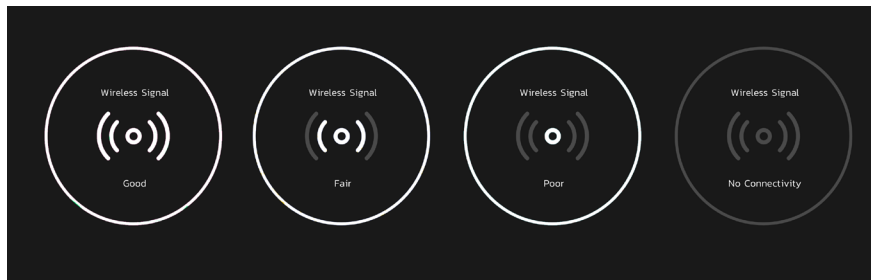 Wireless Signal
Good
Wireless Signal
Fair
Wireless Signal
Poor
Wireless Signal
No Connectivity